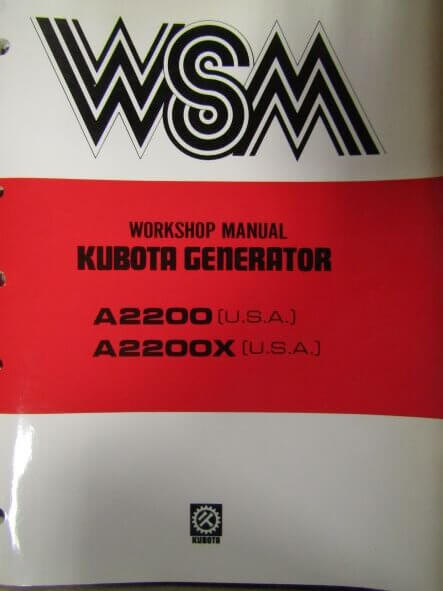 WSM
WORKSHOP MANUAL
KUBOTA GENERATOR
A2200 [U.S.A.]
A2200X [U.S.A.]
KUBOTA